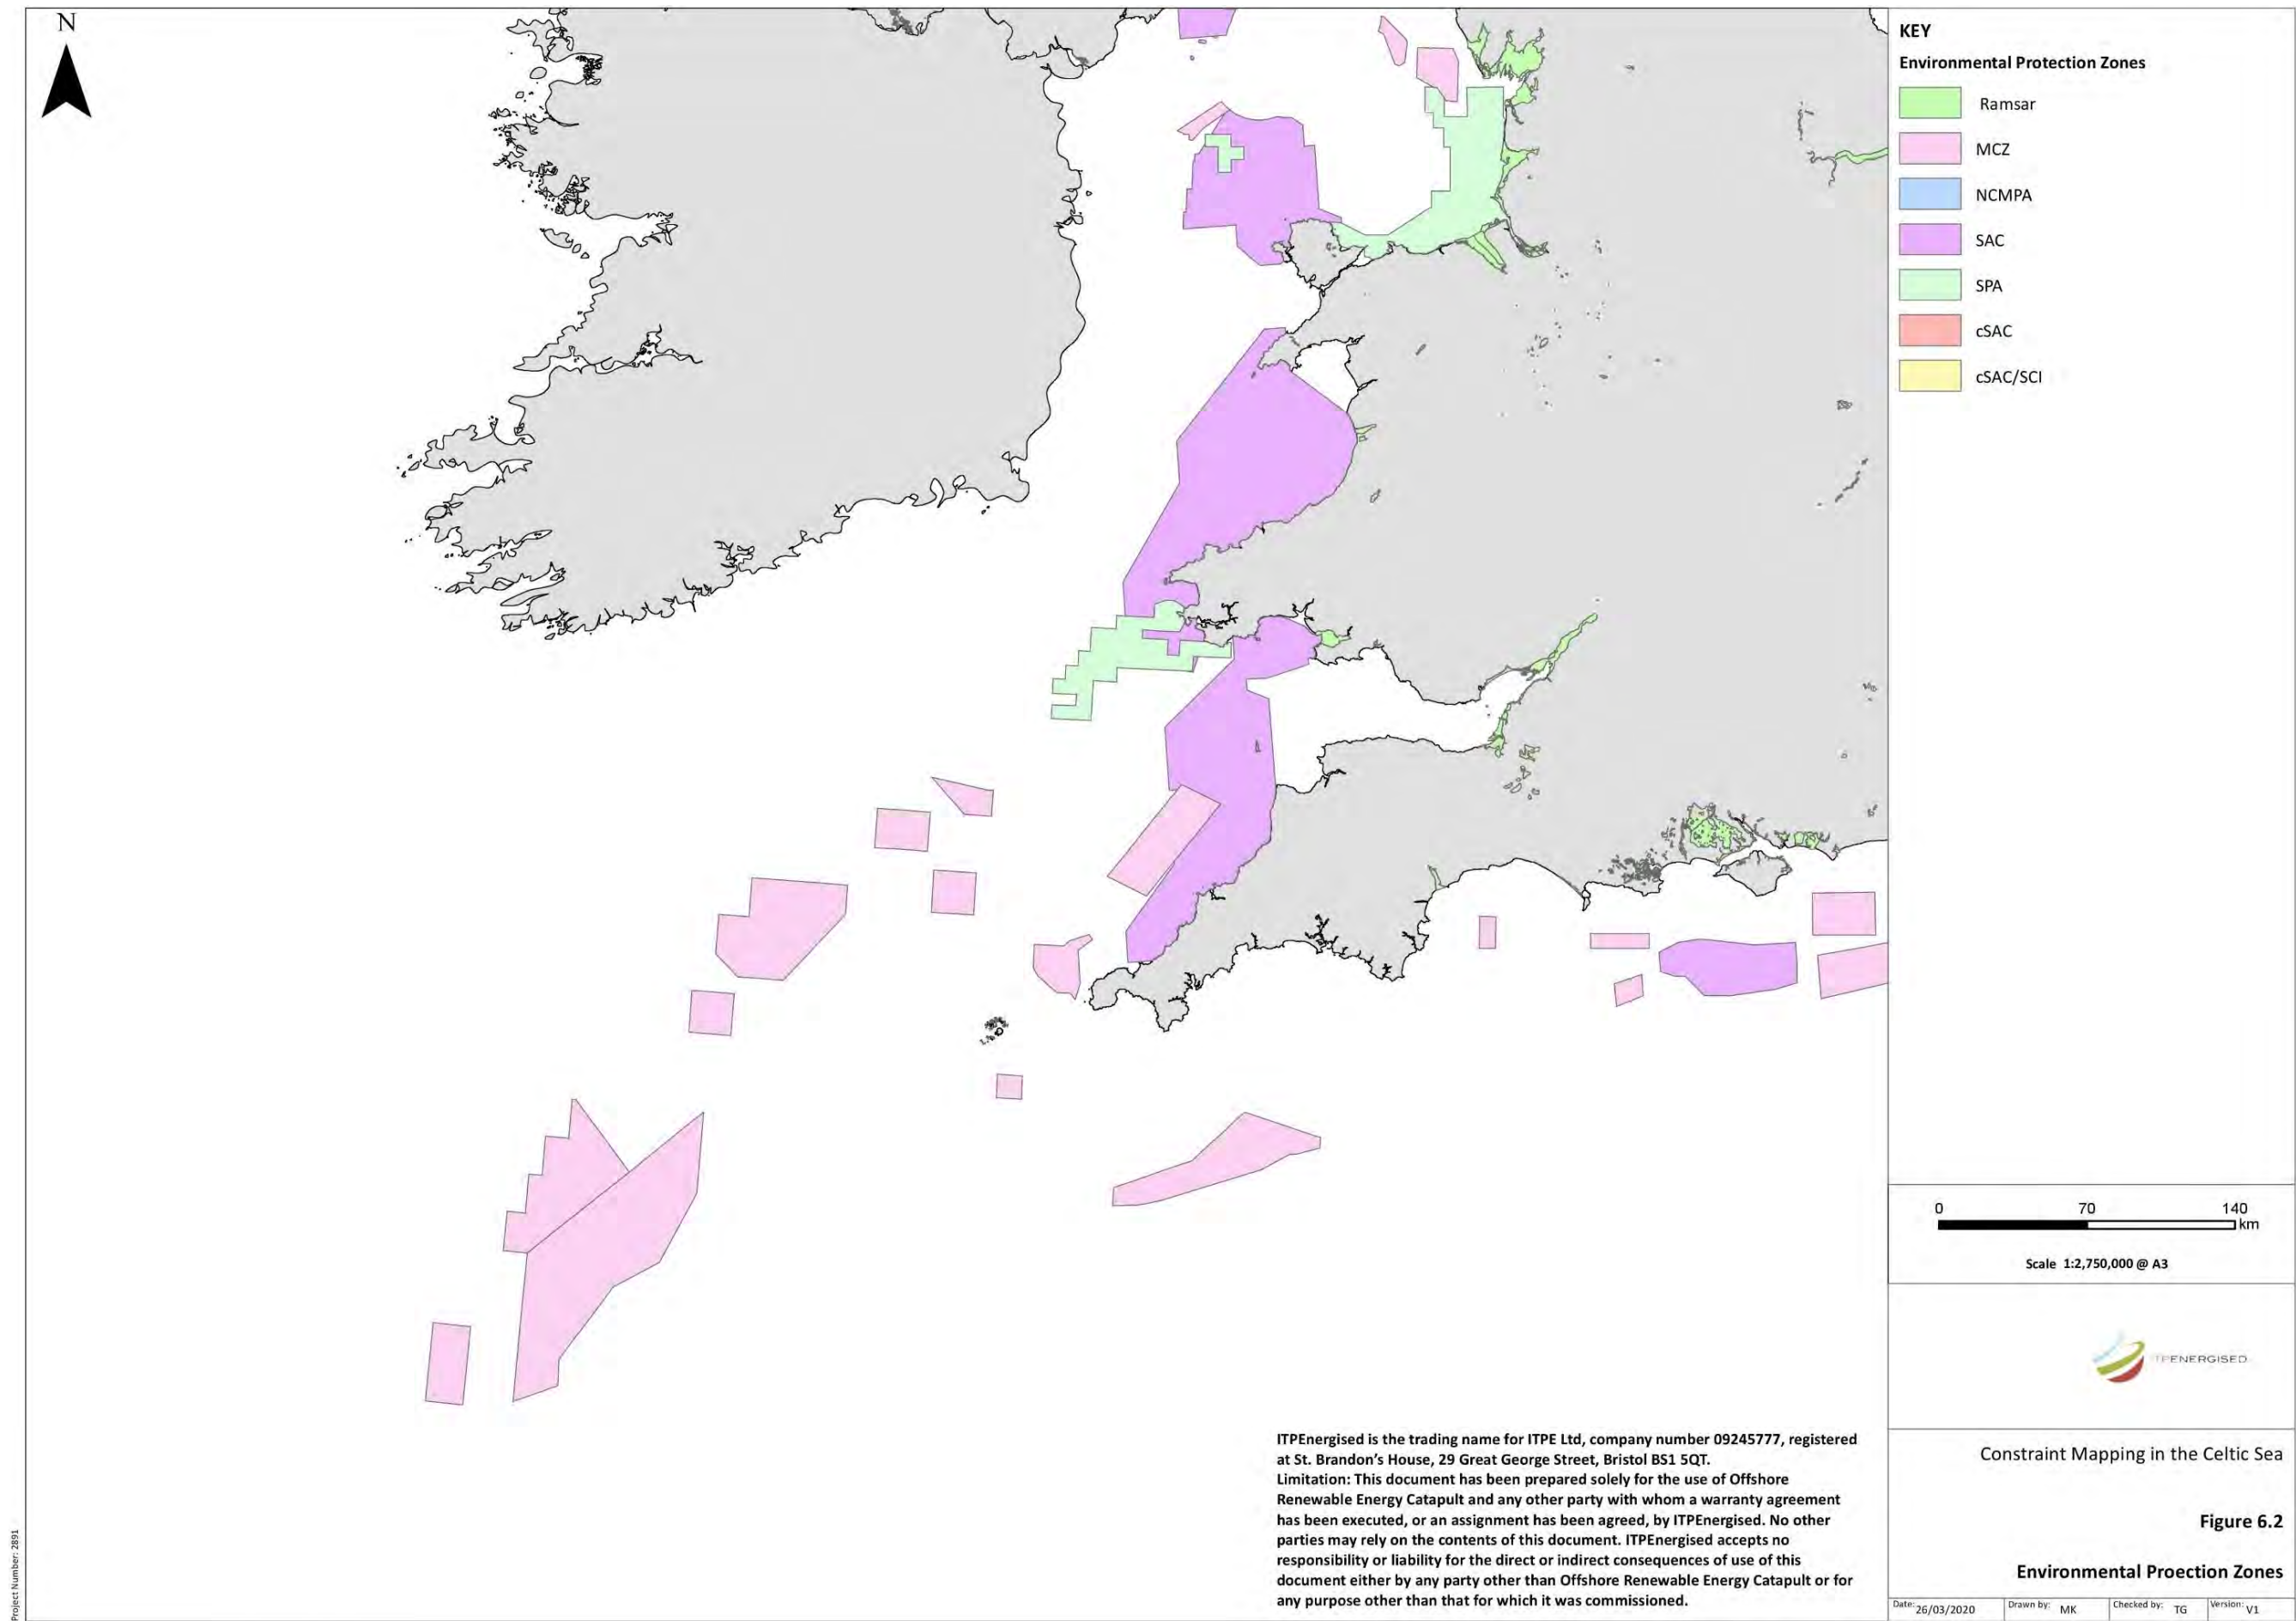 N
KEY
Environmental Protection Zones
Ramsar
MCZ
NCMPA
SAC
SPA
cSAC
cSAC/SCI
0 70 140
km
Scale 1:2,750,000 @ A3
ITPENERGISED
Constraint Mapping in the Celtic Sea
Figure 6.2
Environmental Proection Zones
Date: 26/03/2020 Drawn by: MK Checked by: TG Version: V1
ITPEnergised is the trading name for ITPE Ltd, company number 09245777, registered
at St. Brandon's House, 29 Great George Street, Bristol BS1 5QT.
Limitation: This document has been prepared solely for the use of Offshore
Renewable Energy Catapult and any other party with whom a warranty agreement
has been executed, or an assignment has been agreed, by ITPEnergised. No other
parties may rely on the contents of this document. ITPEnergised accepts no
responsibility or liability for the direct or indirect consequences of use of this
document either by any party other than Offshore Renewable Energy Catapult or for
any purpose other than that for which it was commissioned.
Project Number: 2891